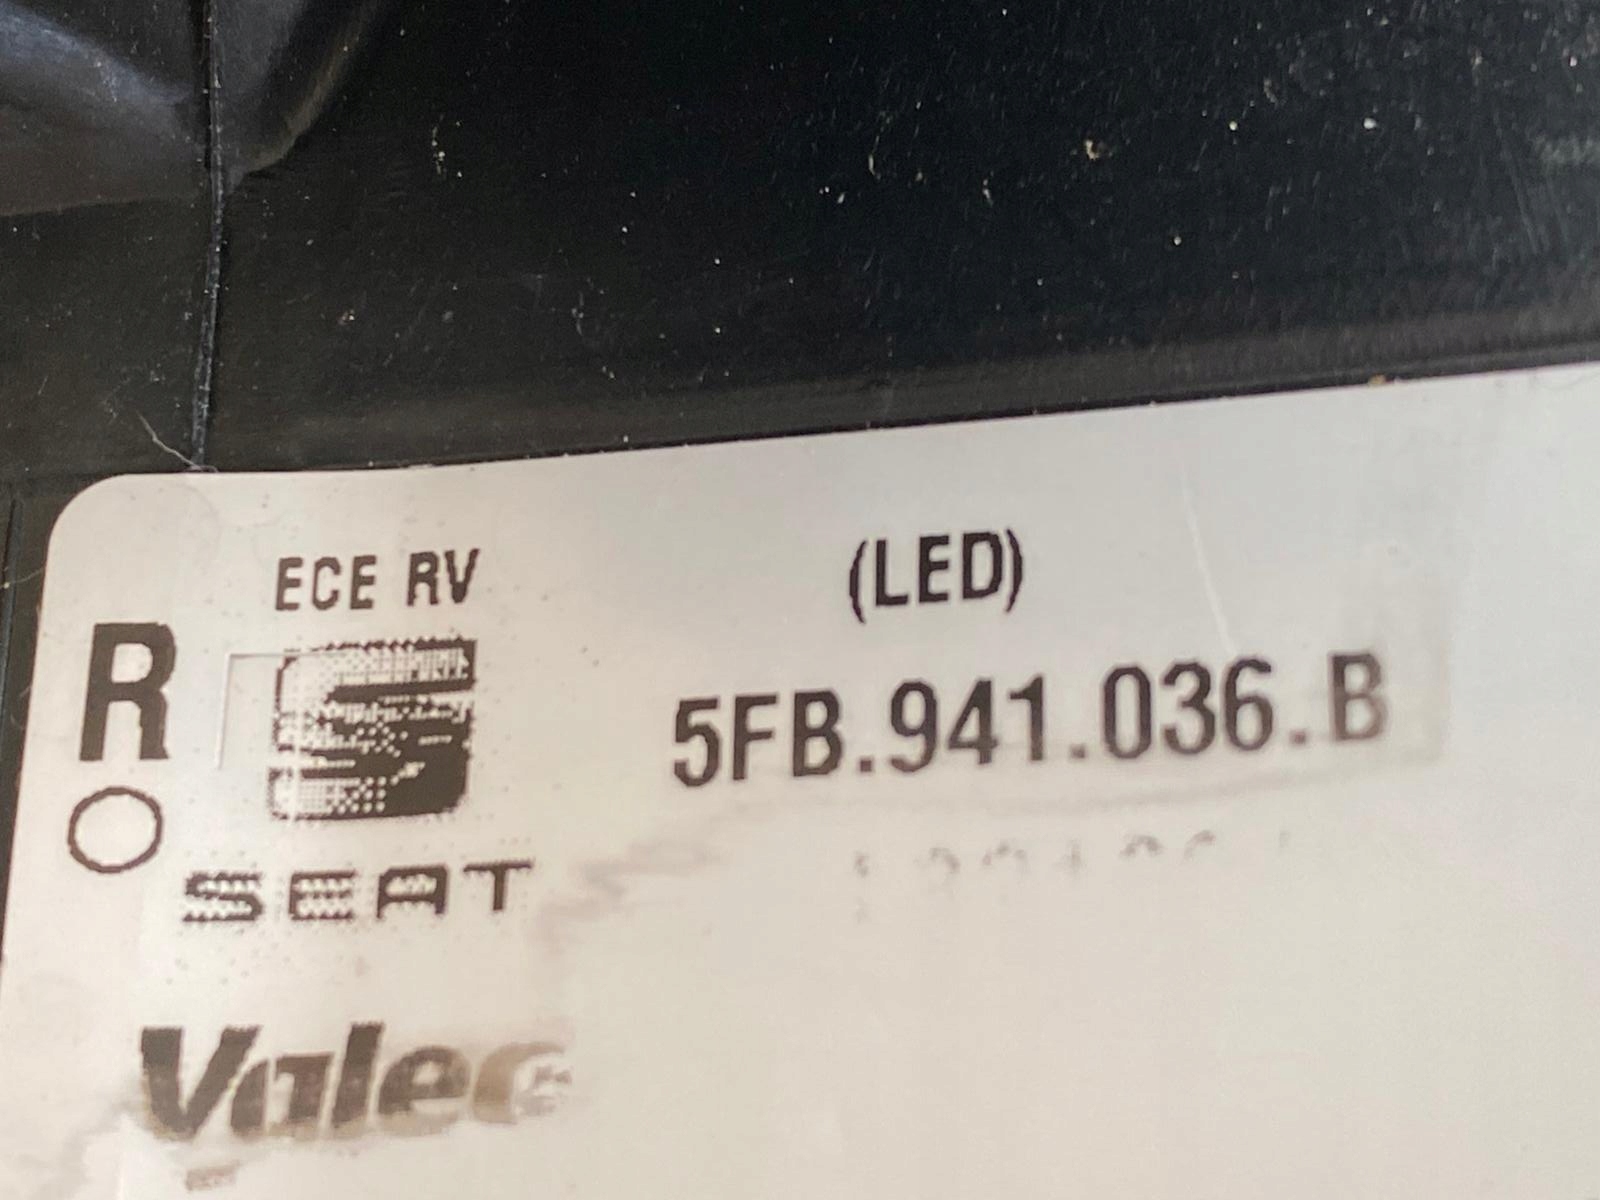 ECE RV
(LED)
R
5FB.941.036.B
SEAT
Valeo